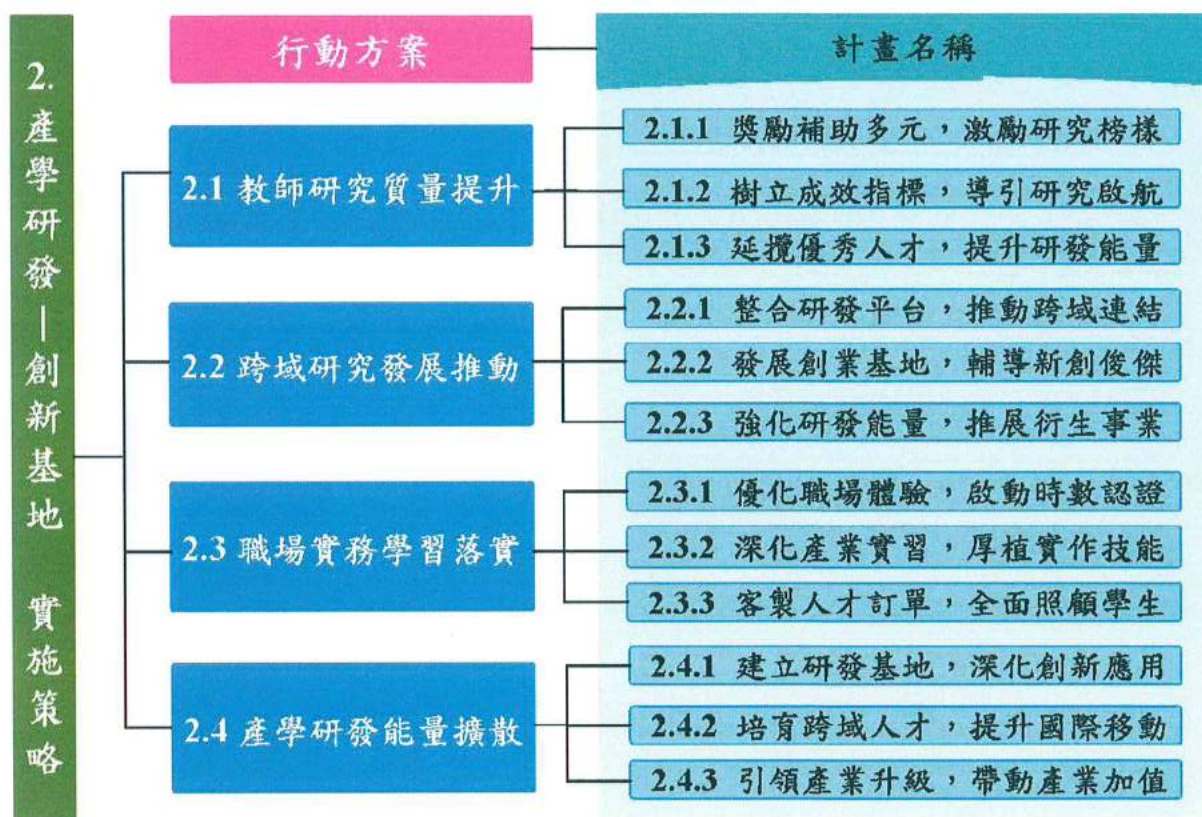 2.產學研發—創新基地 實施策略
行動方案
計畫名稱
2.1 教師研究質量提升
2.1.1 獎勵補助多元，激勵研究榜樣
2.1.2 樹立成效指標，導引研究啟航
2.1.3 延攬優秀人才，提升研發能量
2.2 跨域研究發展推動
2.2.1 整合研發平台，推動跨域連結
2.2.2 發展創業基地，輔導新創俊傑
2.2.3 強化研發能量，推展衍生事業
2.3 職場實務學習落實
2.3.1 優化職場體驗，啟動時數認證
2.3.2 深化產業實習，厚植實作技能
2.3.3 客製人才訂單，全面照顧學生
2.4 產學研發能量擴散
2.4.1 建立研發基地，深化創新應用
2.4.2 培育跨域人才，提升國際移動
2.4.3 引領產業升級，帶動產業加值